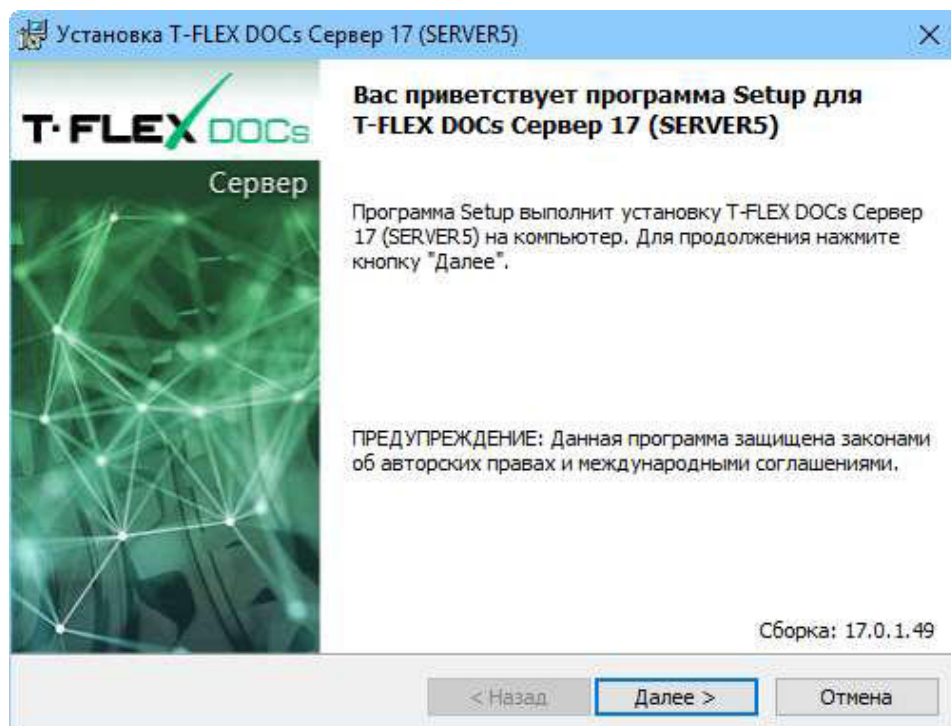 Установка T-FLEX DOCs Сервер 17 (SERVER5)
T-FLEX DOCs
Сервер
Вас приветствует программа Setup для
T-FLEX DOCs Сервер 17 (SERVER5)
Программа Setup выполнит установку T-FLEX DOCs Сервер
17 (SERVER5) на компьютер. Для продолжения нажмите
кнопку "Далее".
ПРЕДУПРЕЖДЕНИЕ: Данная программа защищена законами
об авторских правах и международными соглашениями.
Сборка: 17.0.1.49
< Назад
Далее >
Отмена